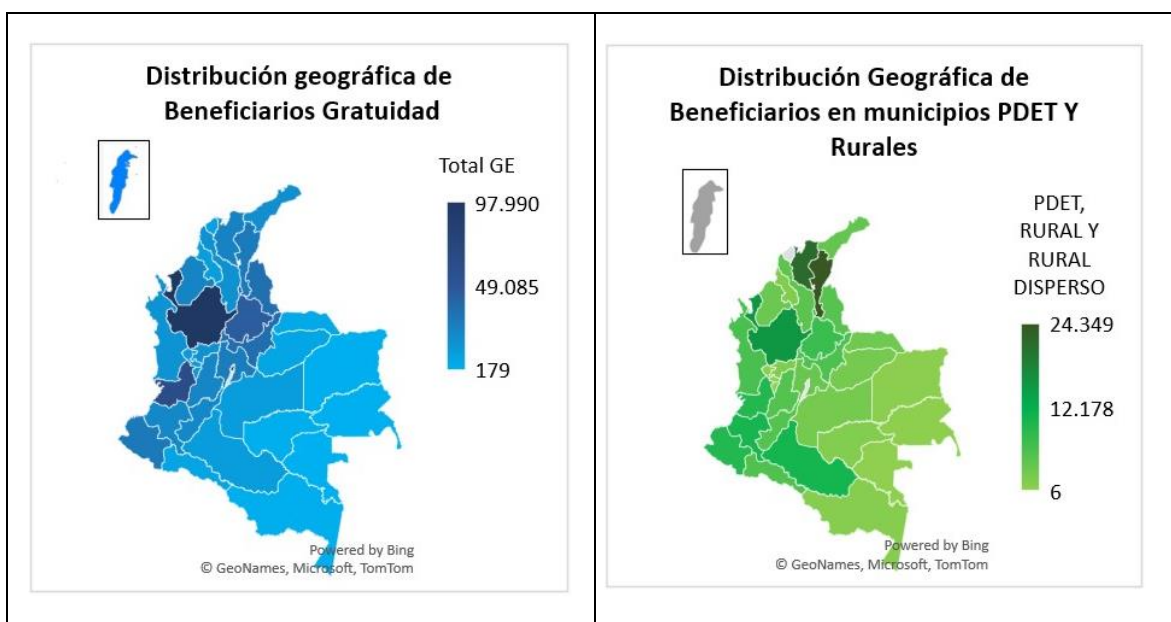 Distribución geográfica de
Beneficiarios Gratuidad
Total GE
97.990
49.085
179
Powered by Bing
© GeoNames, Microsoft, TomTom
Distribución Geográfica de
Beneficiarios en municipios PDET Y
Rurales
PDET,
RURAL Y
RURAL
DISPERSO
24.349
12.178
6
Powered by Bing
© GeoNames, Microsoft, TomTom